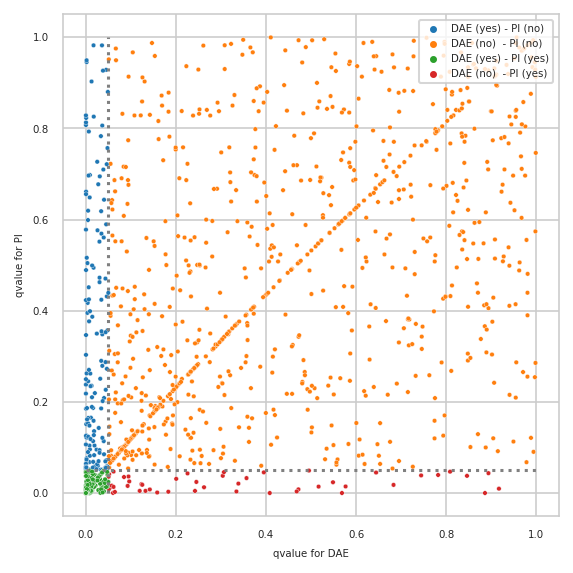 DAE (yes) - PI (no)
DAE (no)  - PI (no)
DAE (yes) - PI (yes)
DAE (no)  - PI (yes)
1.0
0.8
0.6
0.4
0.2
0.0
qvalue for PI
0.0 0.2 0.4 0.6 0.8 1.0
qvalue for DAE